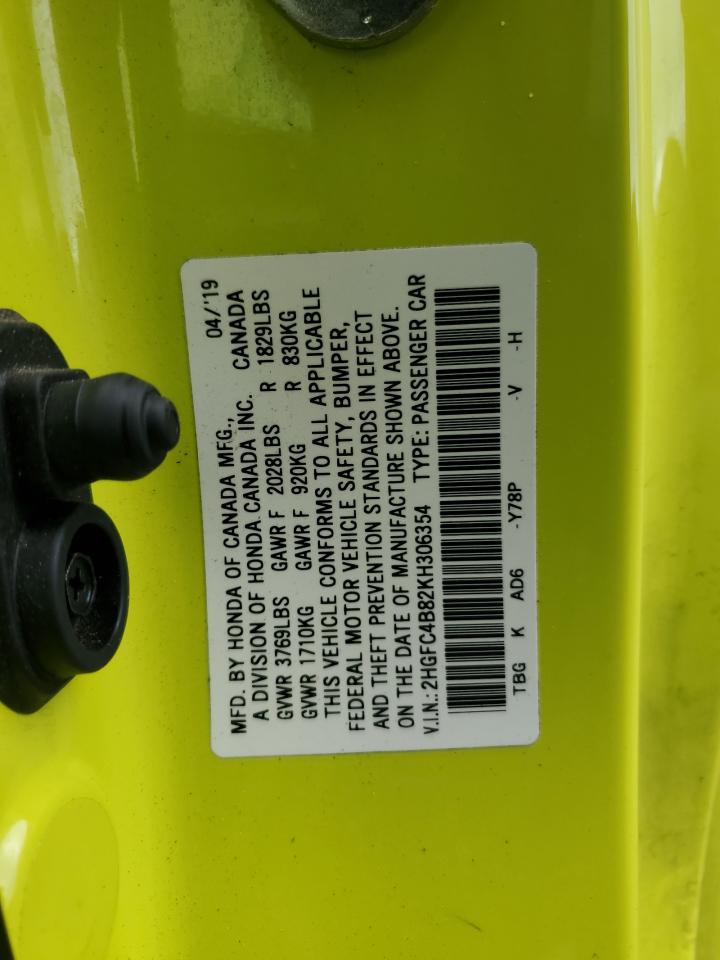 MFD. BY HONDA OF CANADA MFG., 04/'19
A DIVISION OF HONDA CANADA INC. CANADA
GVWR 3769LBS GAWR F 2028LBS R 1829LBS
GVWR 1710KG GAWR F 920KG R 830KG
THIS VEHICLE CONFORMS TO ALL APPLICABLE
FEDERAL MOTOR VEHICLE SAFETY, BUMPER,
AND THEFT PREVENTION STANDARDS IN EFFECT
ON THE DATE OF MANUFACTURE SHOWN ABOVE.
V.I.N.: 2HGFC4B82KH306354 TYPE: PASSENGER CAR
TBG K AD6 -Y78P -V -H